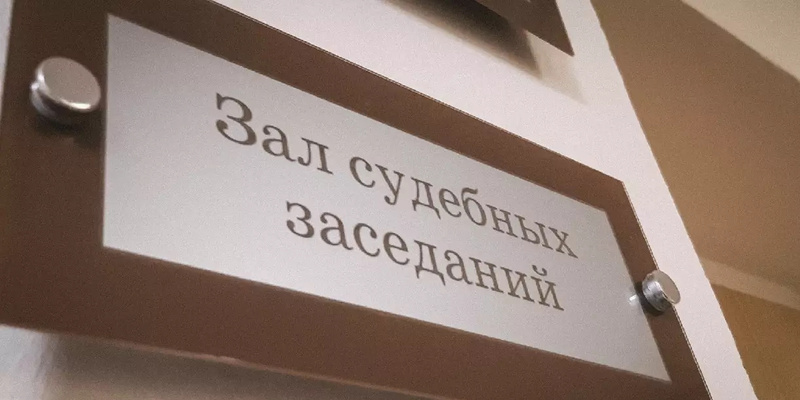 Зал судебных
заседаний